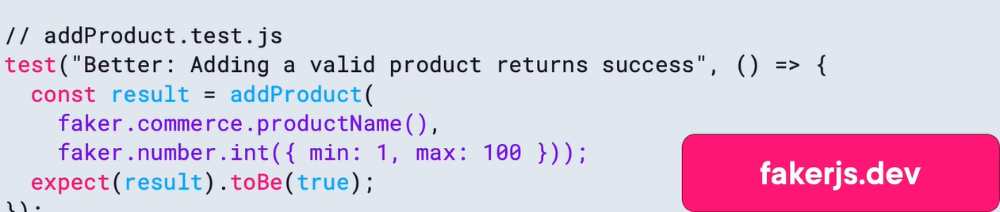 // addProduct.test.js
test("Better: Adding a valid product returns success", () => {
  const result = addProduct(
    faker.commerce.productName(),
    faker.number.int({ min: 1, max: 100 }));
  expect(result).toBe(true);
});
fakerjs.dev